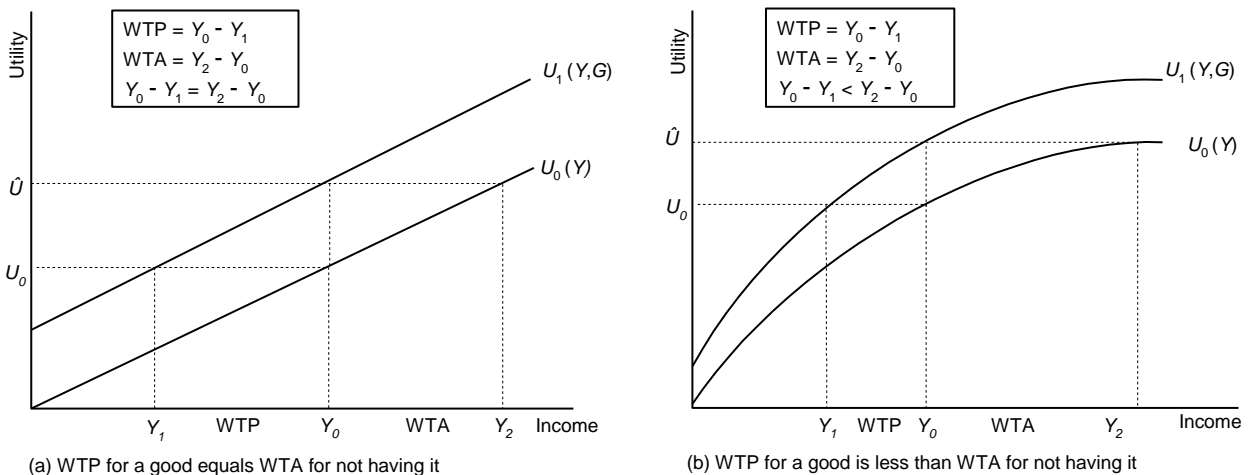 Utility
WTP = Y₀ - Y₁
WTA = Y₂ - Y₀
Y₀ - Y₁ = Y₂ - Y₀
U₁ (Y,G)
U₀ (Y)
Û
U₀
Y₁ WTP Y₀ WTA Y₂ Income
(a) WTP for a good equals WTA for not having it
Utility
WTP = Y₀ - Y₁
WTA = Y₂ - Y₀
Y₀ - Y₁ < Y₂ - Y₀
U₁ (Y,G)
U₀ (Y)
Û
U₀
Y₁ WTP Y₀ WTA Y₂ Income
(b) WTP for a good is less than WTA for not having it